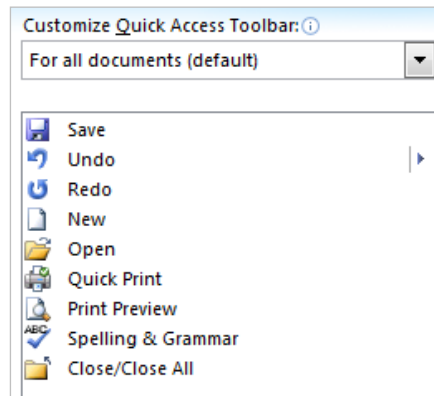 Customize Quick Access Toolbar:
For all documents (default)
Save
Undo
Redo
New
Open
Quick Print
Print Preview
ABC
Spelling & Grammar
Close/Close All